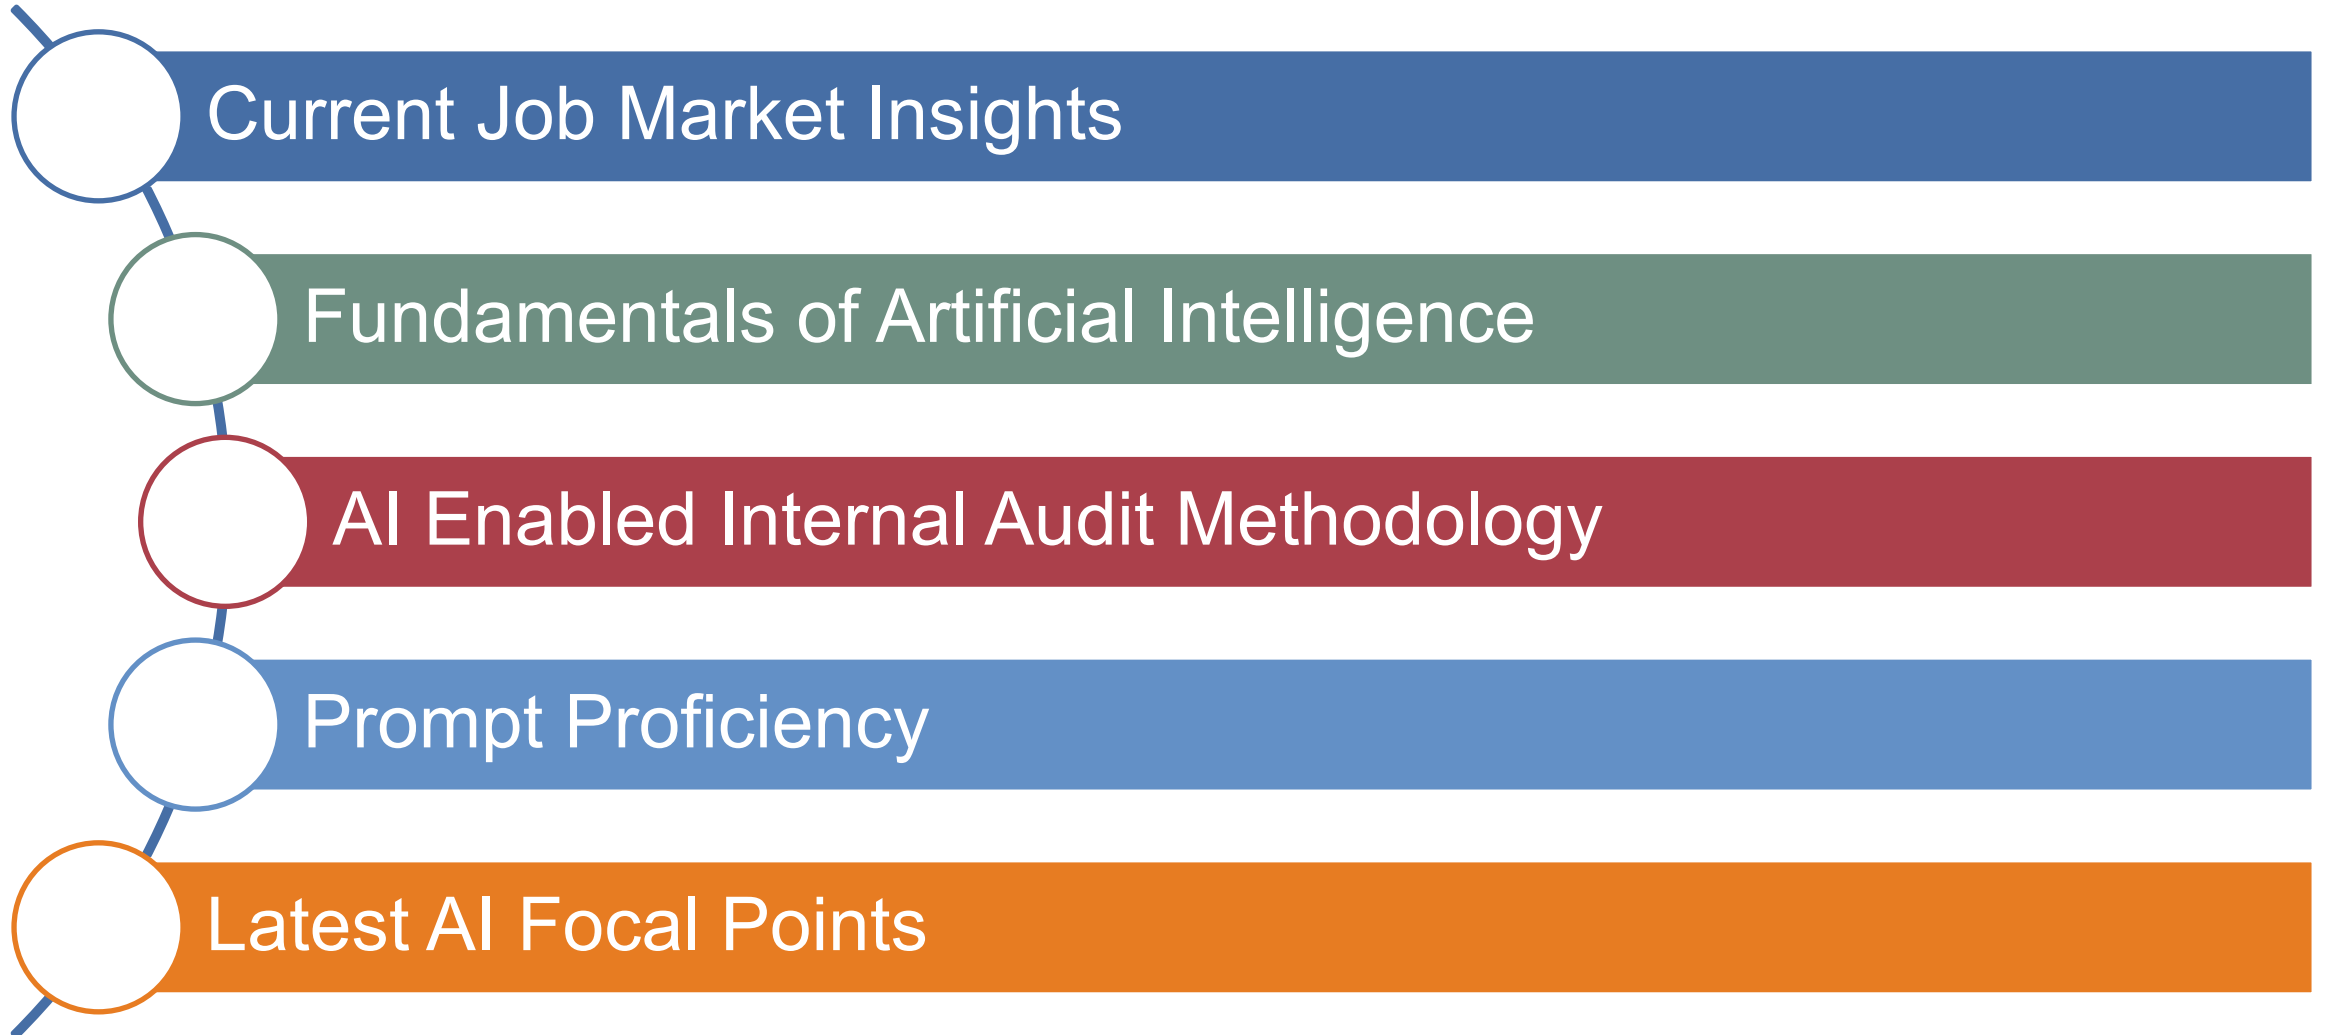 Current Job Market Insights
Fundamentals of Artificial Intelligence
AI Enabled Internal Audit Methodology
Prompt Proficiency
Latest AI Focal Points